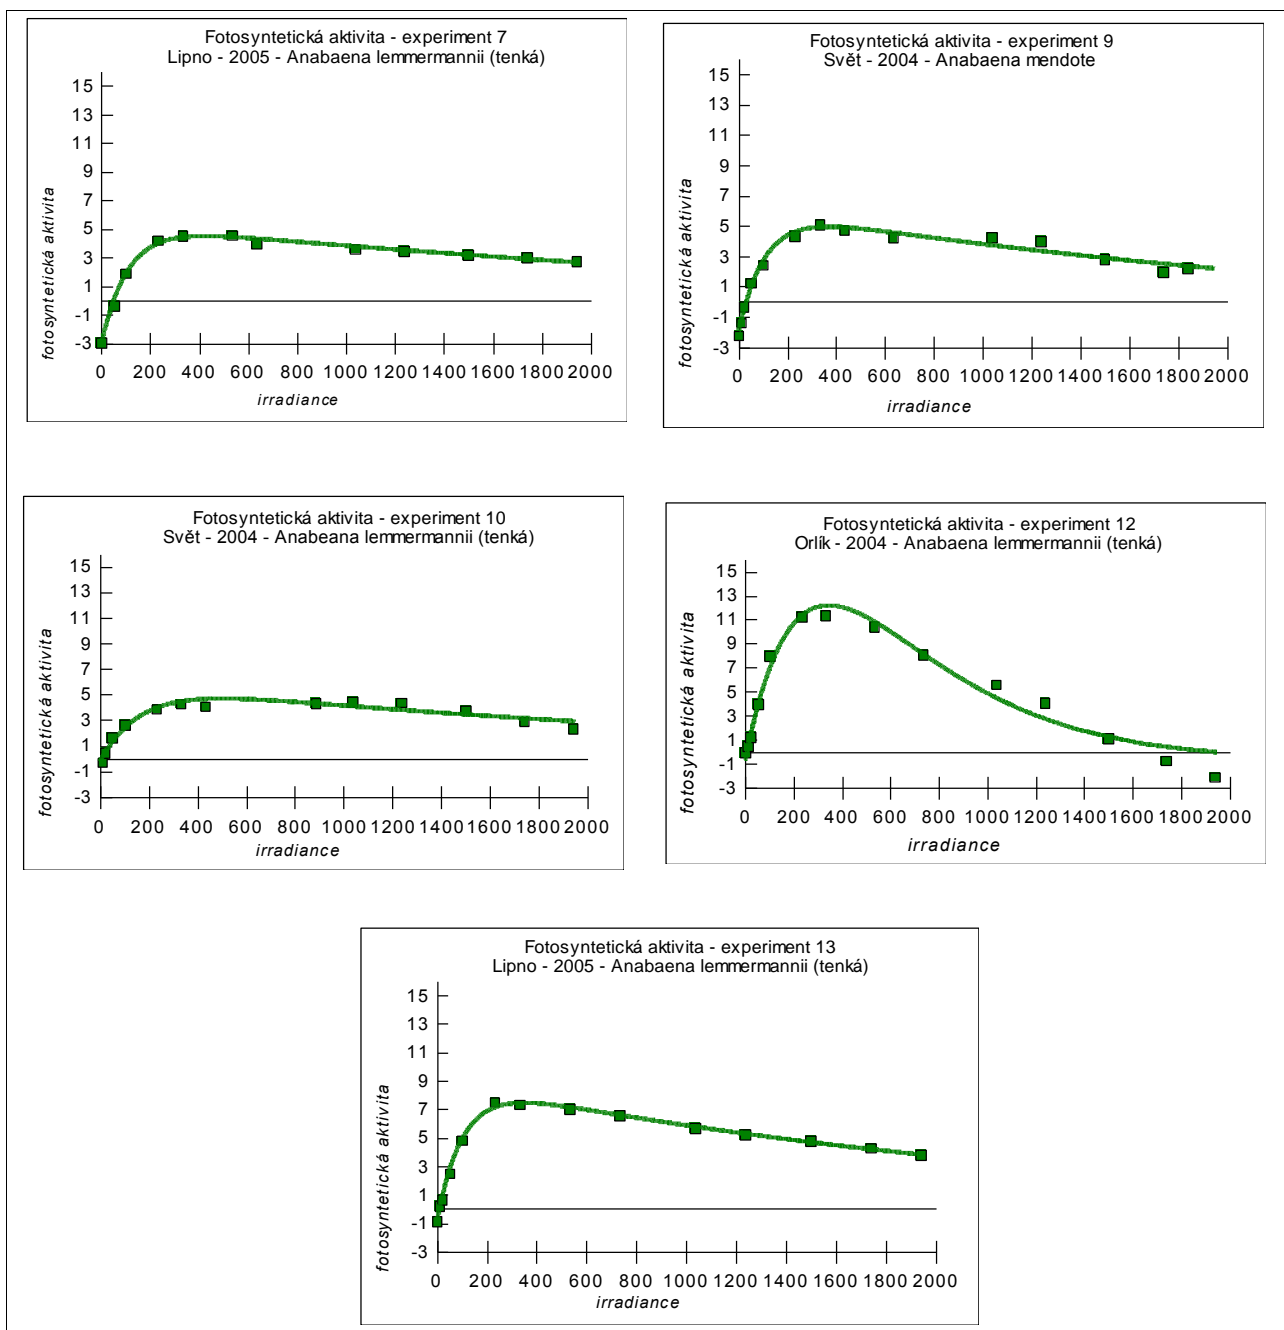 Fotosyntetická aktivita - experiment 7
Lipno - 2005 - Anabaena lemmermannii (tenká)
15
13
11
9
7
5
3
1
-1
-3
fotosyntetická aktivita
0 200 400 600 800 1000 1200 1400 1600 1800 2000
irradiance
Fotosyntetická aktivita - experiment 9
Svět - 2004 - Anabaena mendote
15
13
11
9
7
5
3
1
-1
-3
fotosyntetická aktivita
0 200 400 600 800 1000 1200 1400 1600 1800 2000
irradiance
Fotosyntetická aktivita - experiment 10
Svět - 2004 - Anabeana lemmermannii (tenká)
15
13
11
9
7
5
3
1
-1
-3
fotosyntetická aktivita
0 200 400 600 800 1000 1200 1400 1600 1800 2000
irradiance
Fotosyntetická aktivita - experiment 12
Orlík - 2004 - Anabaena lemmermannii (tenká)
15
13
11
9
7
5
3
1
-1
-3
fotosyntetická aktivita
0 200 400 600 800 1000 1200 1400 1600 1800 2000
irradiance
Fotosyntetická aktivita - experiment 13
Lipno - 2005 - Anabaena lemmermannii (tenká)
15
13
11
9
7
5
3
1
-1
-3
fotosyntetická aktivita
0 200 400 600 800 1000 1200 1400 1600 1800 2000
irradiance